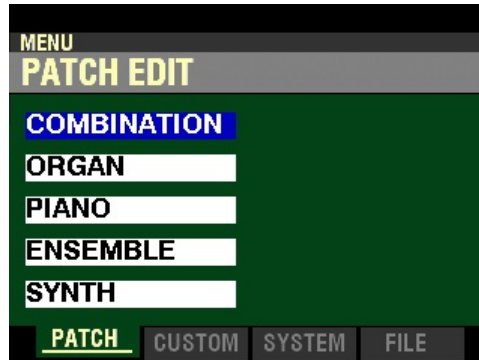 MENU
PATCH EDIT
COMBINATION
ORGAN
PIANO
ENSEMBLE
SYNTH
PATCH CUSTOM SYSTEM FILE